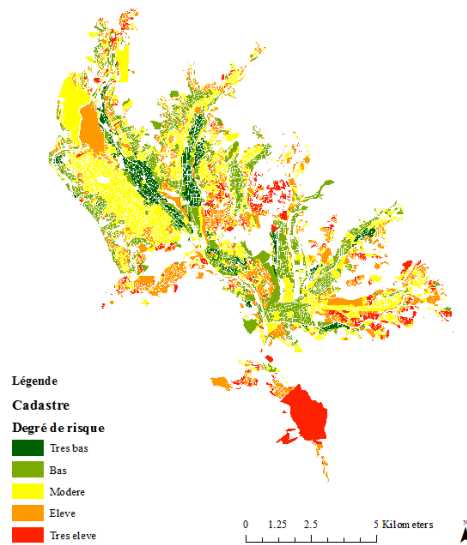 Légende
Cadastre
Degré de risque
Tres bas
Bas
Modere
Eleve
Tres eleve
0 1.25 2.5 5 Kilometers
N